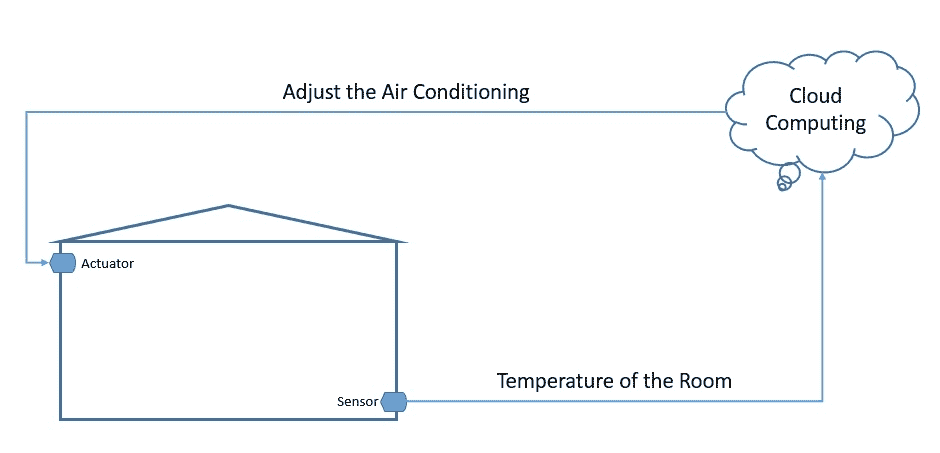 Adjust the Air Conditioning
Cloud
Computing
Actuator
Temperature of the Room
Sensor